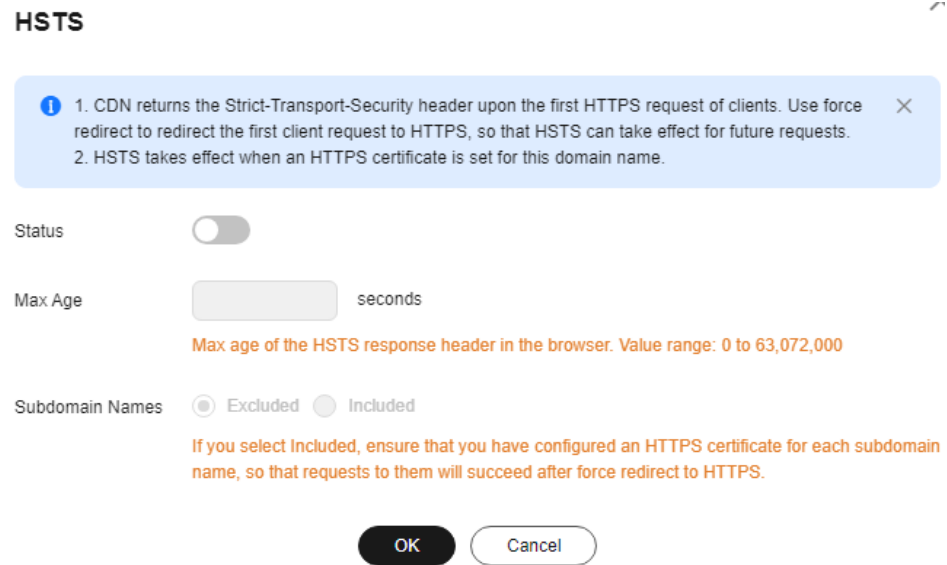 HSTS
1. CDN returns the Strict-Transport-Security header upon the first HTTPS request of clients. Use force
redirect to redirect the first client request to HTTPS, so that HSTS can take effect for future requests.
2. HSTS takes effect when an HTTPS certificate is set for this domain name.
Status
Max Age seconds
Max age of the HSTS response header in the browser. Value range: 0 to 63,072,000
Subdomain Names Excluded Included
If you select Included, ensure that you have configured an HTTPS certificate for each subdomain
name, so that requests to them will succeed after force redirect to HTTPS.
OK Cancel